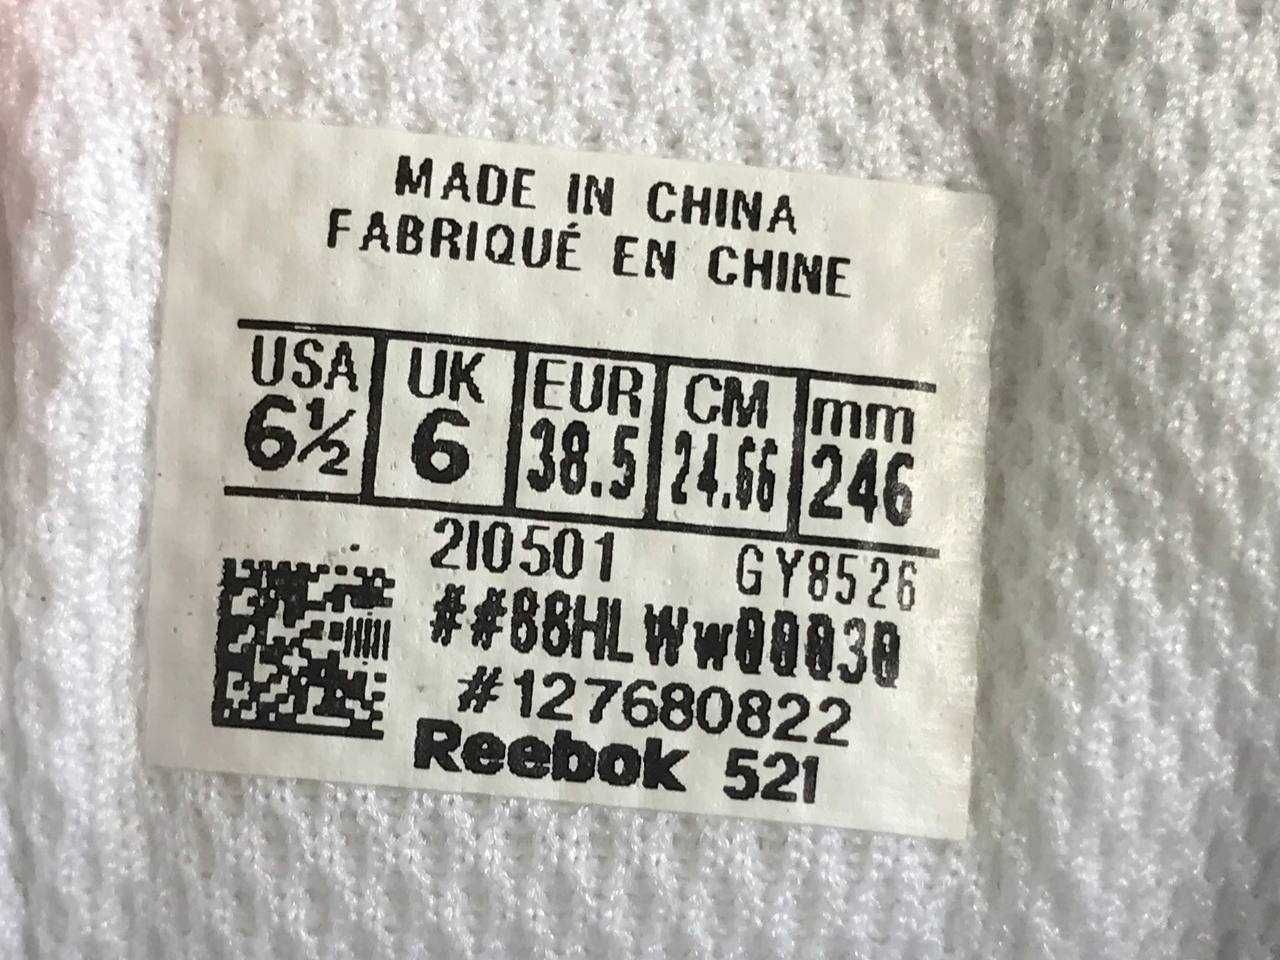 MADE IN CHINA
FABRIQUÉ EN CHINE
USA UK EUR CM mm
6½ 6 38.5 24.66 246
210501 GY8526
##88HLWw00030
#127680822
Reebok 521